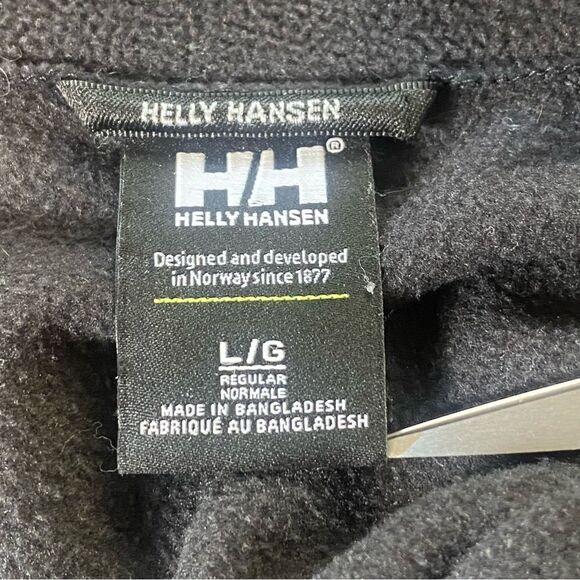 HELLY HANSEN
H/H®
HELLY HANSEN
Designed and developed
in Norway since 1877
L/G
REGULAR
NORMALE
MADE IN BANGLADESH
FABRIQUÉ AU BANGLADESH